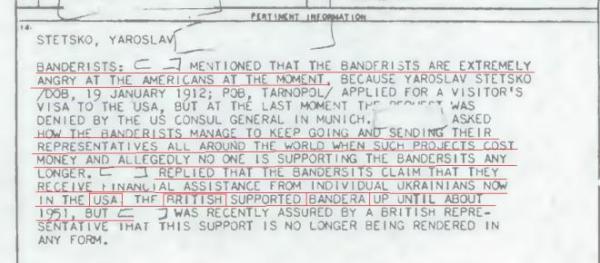 PERTINENT INFORMATION
14.
STETSKO, YAROSLAV
BANDERISTS: MENTIONED THAT THE BANDERISTS ARE EXTREMELY
ANGRY AT THE AMERICANS AT THE MOMENT, BECAUSE YAROSLAV STETSKO
/DOB, 19 JANUARY 1912; POB, TARNOPOL/ APPLIED FOR A VISITOR'S
VISA TO THE USA, BUT AT THE LAST MOMENT THE REQUEST WAS
DENIED BY THE US CONSUL GENERAL IN MUNICH. ASKED
HOW THE BANDERISTS MANAGE TO KEEP GOING AND SENDING THEIR
REPRESENTATIVES ALL AROUND THE WORLD WHEN SUCH PROJECTS COST
MONEY AND ALLEGEDLY NO ONE IS SUPPORTING THE BANDERSITS ANY
LONGER. REPLIED THAT THE BANDERSITS CLAIM THAT THEY
RECEIVE FINANCIAL ASSISTANCE FROM INDIVIDUAL UKRAINIANS NOW
IN THE USA. THE BRITISH SUPPORTED BANDERA UP UNTIL ABOUT
1951, BUT WAS RECENTLY ASSURED BY A BRITISH REPRE-
SENTATIVE THAT THIS SUPPORT IS NO LONGER BEING RENDERED IN
ANY FORM.